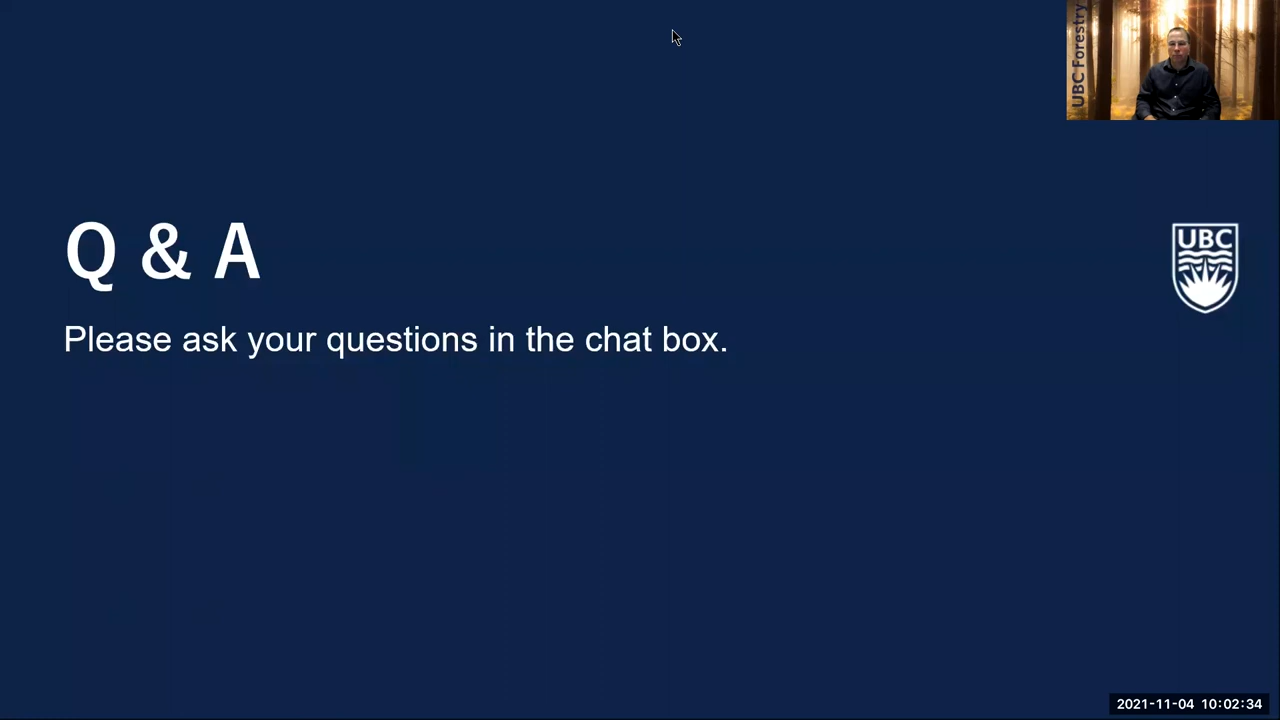 UBC Forestry
Q & A
UBC
Please ask your questions in the chat box.
2021-11-04 10:02:34